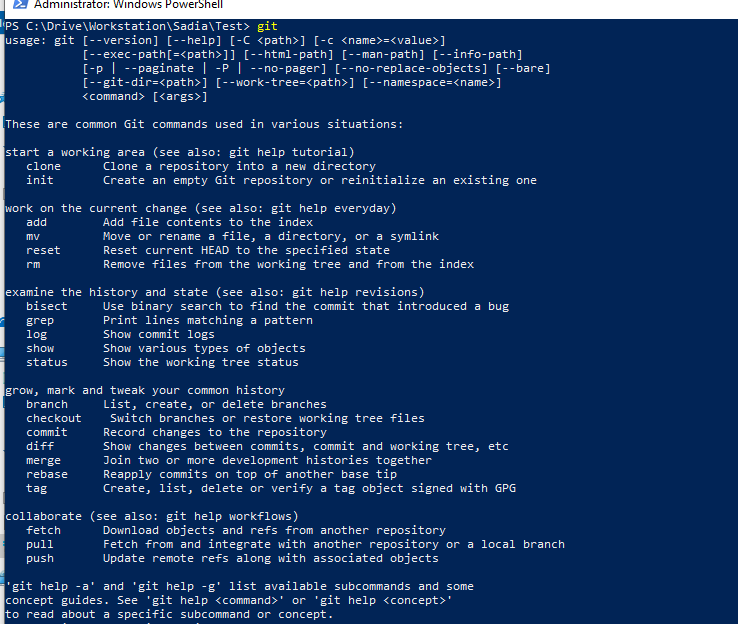 Administrator: Windows PowerShell
PS C:\Drive\Workstation\Sadia\Test> git
usage: git [--version] [--help] [-C <path>] [-c <name>=<value>]
           [--exec-path[=<path>]] [--html-path] [--man-path] [--info-path]
           [-p | --paginate | -P | --no-pager] [--no-replace-objects] [--bare]
           [--git-dir=<path>] [--work-tree=<path>] [--namespace=<name>]
           <command> [<args>]

These are common Git commands used in various situations:

start a working area (see also: git help tutorial)
   clone      Clone a repository into a new directory
   init       Create an empty Git repository or reinitialize an existing one

work on the current change (see also: git help everyday)
   add        Add file contents to the index
   mv         Move or rename a file, a directory, or a symlink
   reset      Reset current HEAD to the specified state
   rm         Remove files from the working tree and from the index

examine the history and state (see also: git help revisions)
   bisect     Use binary search to find the commit that introduced a bug
   grep       Print lines matching a pattern
   log        Show commit logs
   show       Show various types of objects
   status     Show the working tree status

grow, mark and tweak your common history
   branch     List, create, or delete branches
   checkout    Switch branches or restore working tree files
   commit     Record changes to the repository
   diff       Show changes between commits, commit and working tree, etc
   merge      Join two or more development histories together
   rebase     Reapply commits on top of another base tip
   tag        Create, list, delete or verify a tag object signed with GPG

collaborate (see also: git help workflows)
   fetch      Download objects and refs from another repository
   pull       Fetch from and integrate with another repository or a local branch
   push       Update remote refs along with associated objects

'git help -a' and 'git help -g' list available subcommands and some
concept guides. See 'git help <command>' or 'git help <concept>'
to read about a specific subcommand or concept.